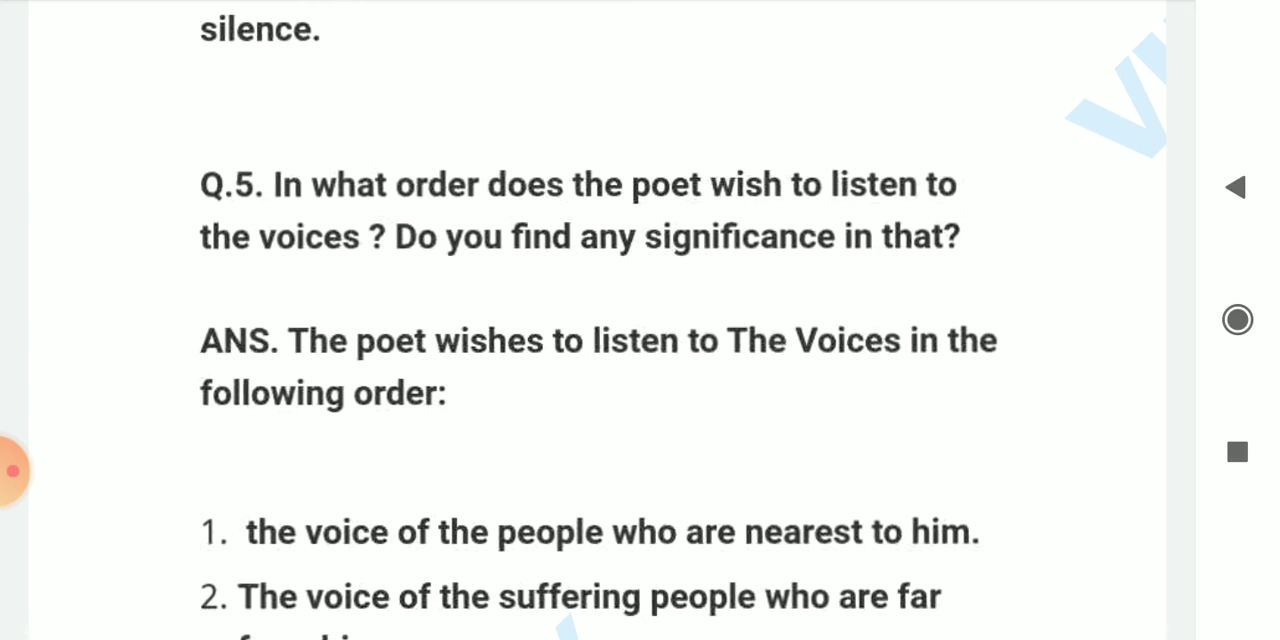 silence.
Q.5. In what order does the poet wish to listen to
the voices ? Do you find any significance in that?
ANS. The poet wishes to listen to The Voices in the
following order:
1. the voice of the people who are nearest to him.
2. The voice of the suffering people who are far